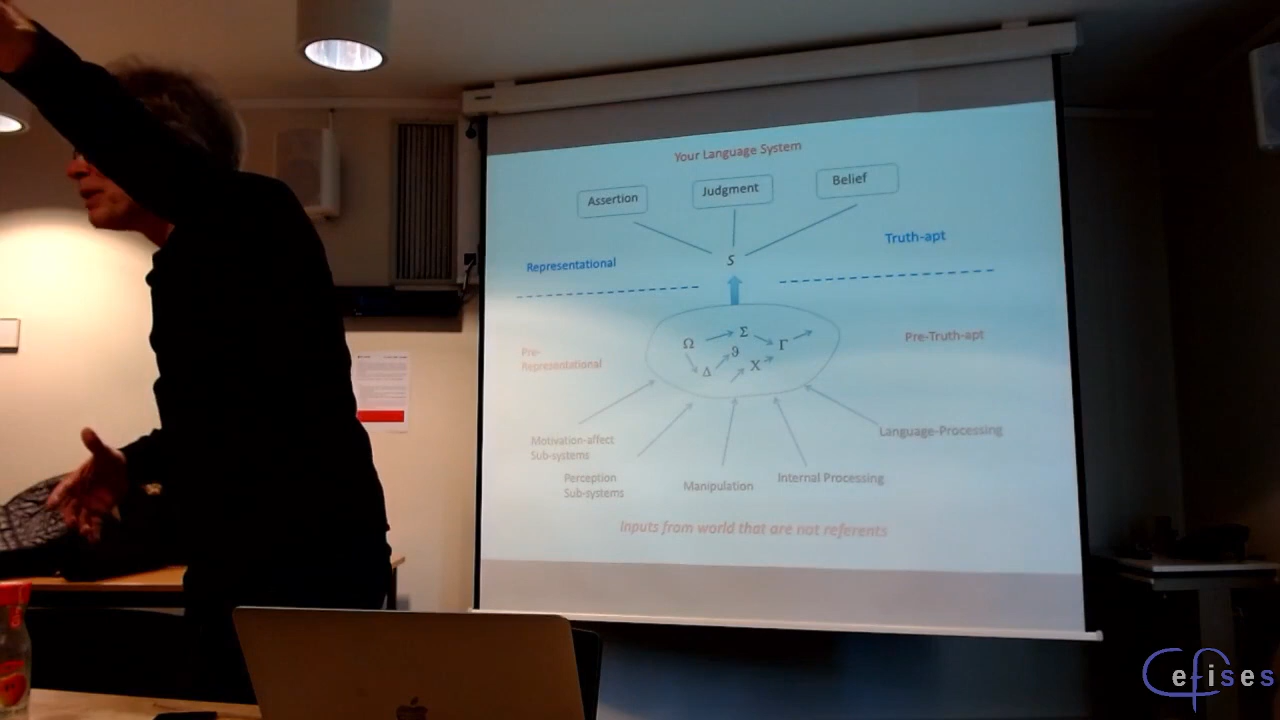 Your Language System
Assertion
Judgment
Belief
Representational
S
Truth-apt
Ω
Σ
Γ
ϑ
Δ
X
Pre-
Representational
Pre-Truth-apt
Motivation-affect
Sub-systems
Perception
Sub-systems
Manipulation
Internal Processing
Language-Processing
Inputs from world that are not referents
Cefises